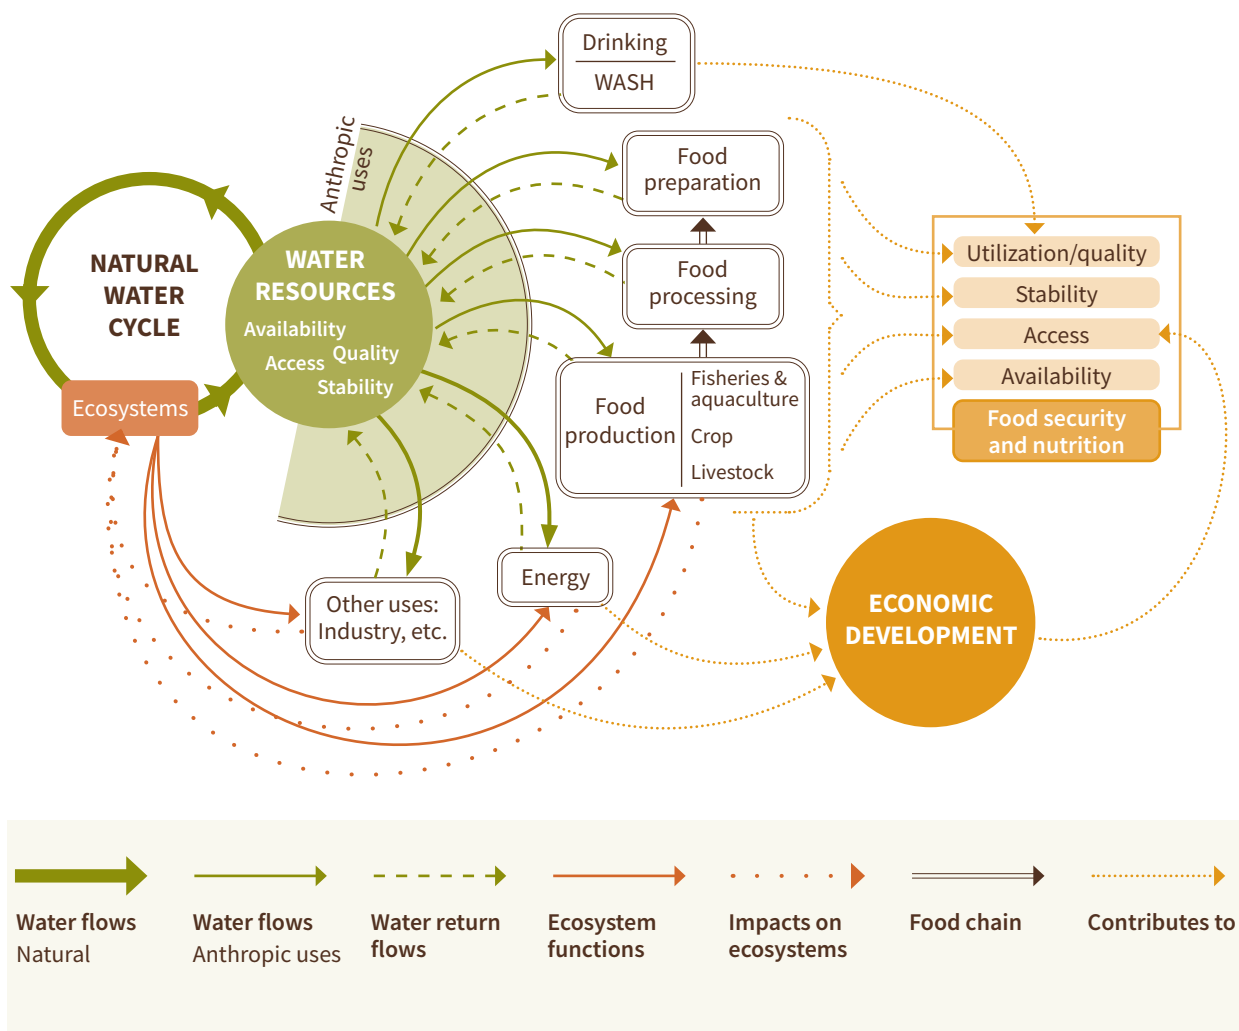 Drinking
WASH
Anthropic
uses
Food
preparation
NATURAL
WATER
CYCLE
WATER
RESOURCES
Availability
Access Quality
Stability
Food
processing
Utilization/quality
Stability
Access
Availability
Food security
and nutrition
Ecosystems
Food
production
Fisheries &
aquaculture
Crop
Livestock
Energy
Other uses:
Industry, etc.
ECONOMIC
DEVELOPMENT
Water flows
Natural
Water flows
Anthropic uses
Water return
flows
Ecosystem
functions
Impacts on
ecosystems
Food chain
Contributes to